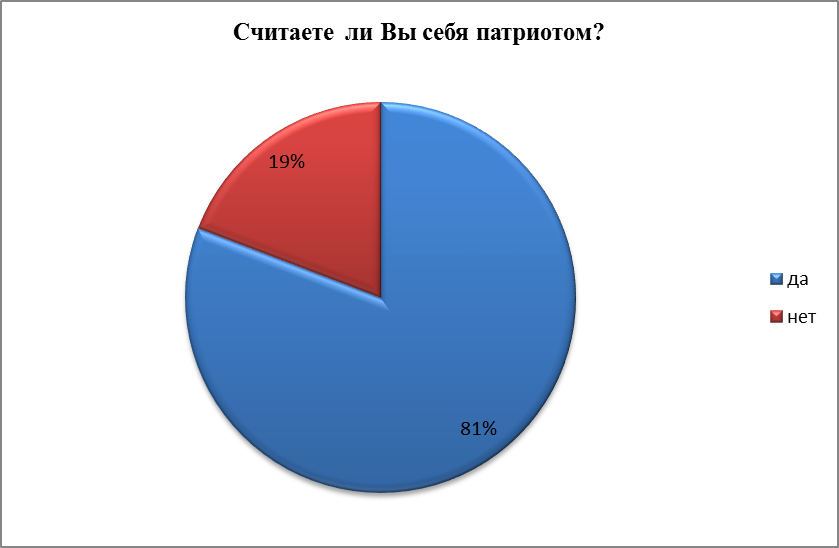 Считаете ли Вы себя патриотом?
19%
да
нет
81%